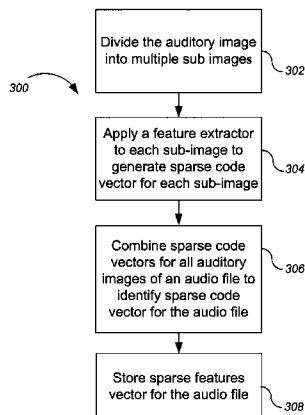 Divide the auditory image
into multiple sub images
302
300
Apply a feature extractor
to each sub-image to
generate sparse code
vector for each sub-image
304
Combine sparse code
vectors for all auditory
images of an audio file to
identify sparse code
vector for the audio file
306
Store sparse features
vector for the audio file
308